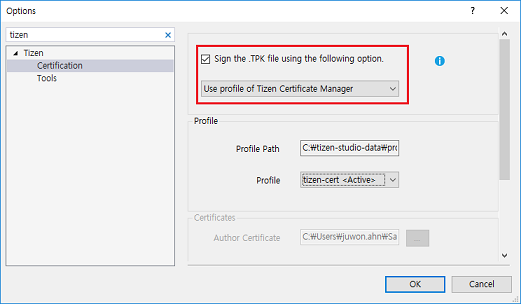 Options
?
tizen
Tizen
Certification
Tools
Sign the .TPK file using the following option.
Use profile of Tizen Certificate Manager
Profile
Profile Path
C:₩tizen-studio-data₩pro
Profile
tizen-cert <Active>
Certificates
Author Certificate
C:₩Users₩juwon.ahn₩Sa
...
OK
Cancel